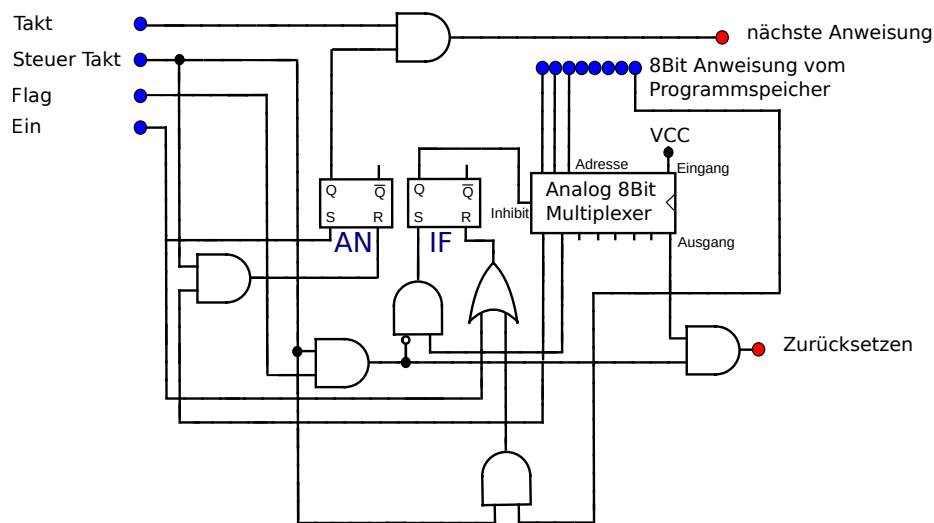 Takt
nächste Anweisung
Steuer Takt
8Bit Anweisung vom
Programmspeicher
Flag
Ein
VCC
Adresse
Eingang
Q Q̅
Q Q̅
Analog 8Bit
Multiplexer
Inhibit
S R
S R
AN
IF
Ausgang
Zurücksetzen